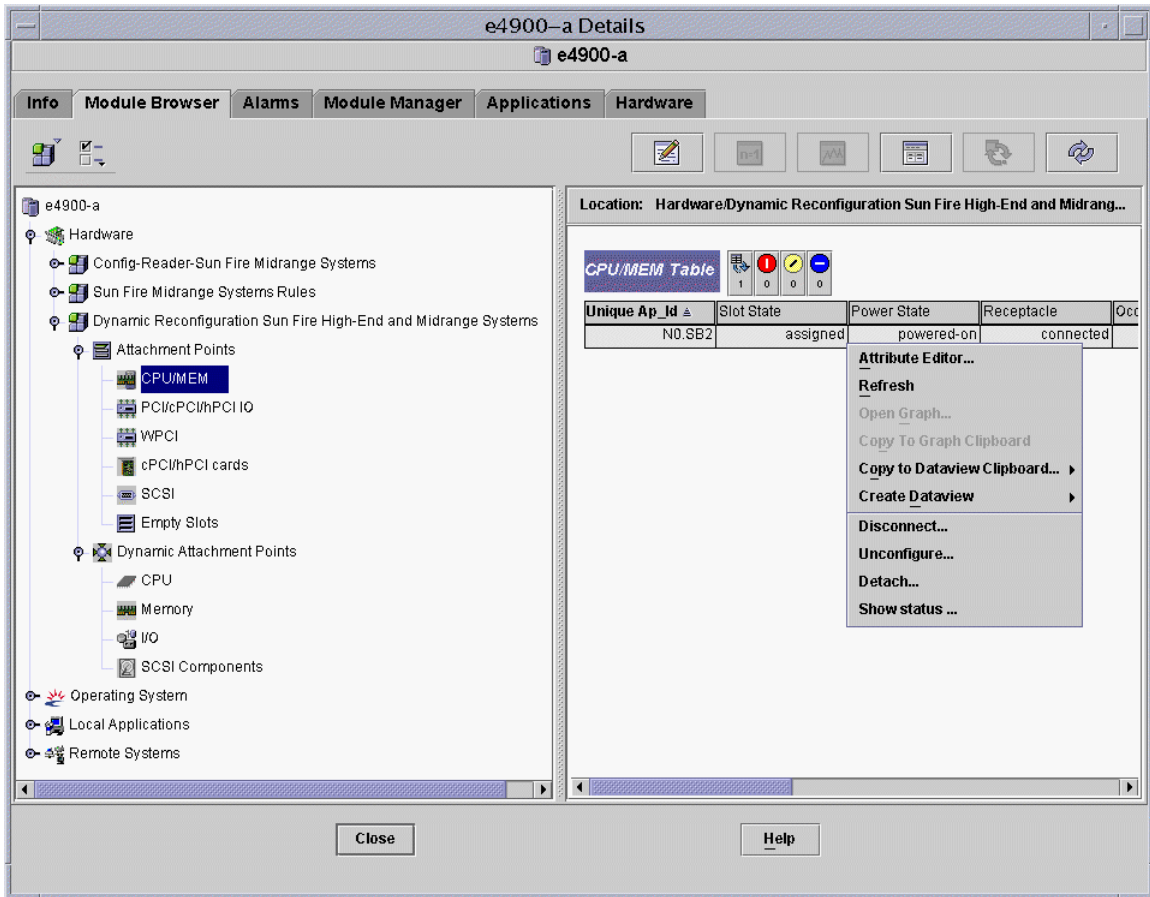 e4900–a Details
e4900-a
Info Module Browser Alarms Module Manager Applications Hardware
n=1
e4900-a
Hardware
Config-Reader-Sun Fire Midrange Systems
Sun Fire Midrange Systems Rules
Dynamic Reconfiguration Sun Fire High-End and Midrange Systems
Attachment Points
CPU/MEM
PCI/cPCI/hPCI IO
WPCI
cPCI/hPCI cards
SCSI
Empty Slots
Dynamic Attachment Points
CPU
Memory
I/O
SCSI Components
Operating System
Local Applications
Remote Systems
Location: Hardware/Dynamic Reconfiguration Sun Fire High-End and Midrang...
CPU/MEM Table
1 0 0 0
Unique Ap_Id Slot State Power State Receptacle Occ
N0.SB2 assigned powered-on connected
Attribute Editor...
Refresh
Open Graph...
Copy To Graph Clipboard
Copy to Dataview Clipboard...
Create Dataview
Disconnect...
Unconfigure...
Detach...
Show status ...
Close
Help